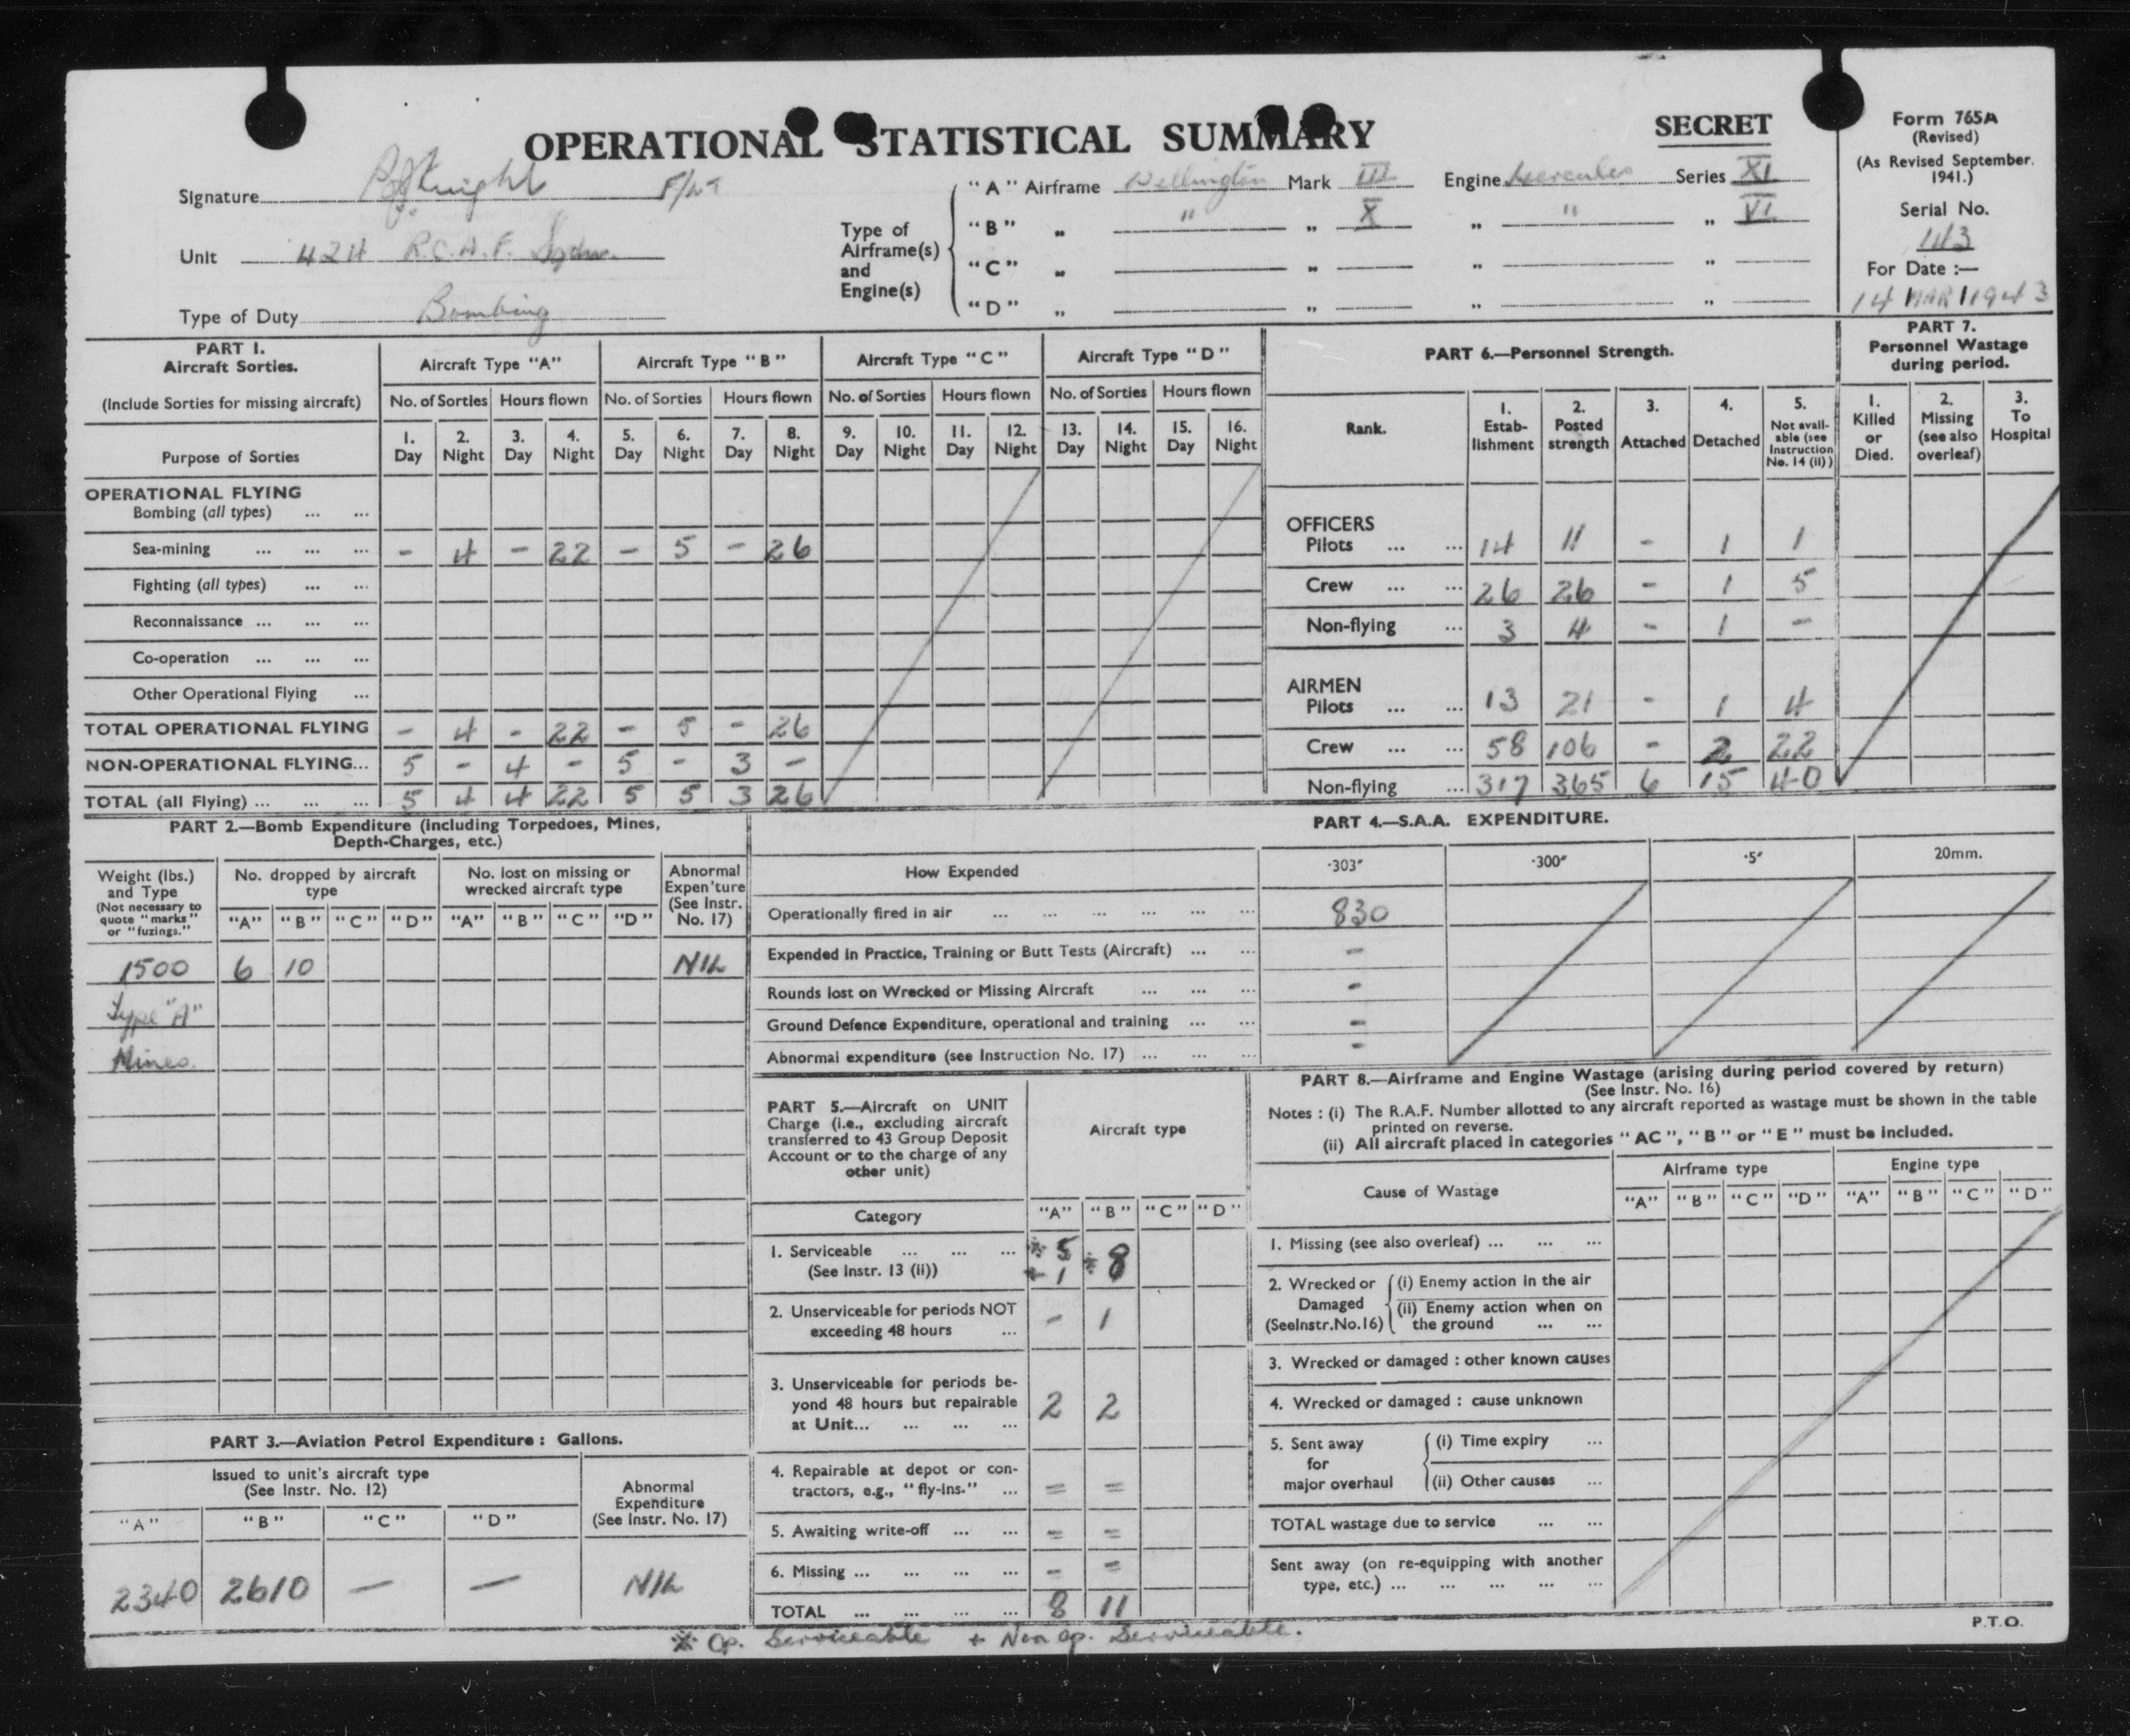 OPERATIONAL STATISTICAL SUMMARY
SECRET
Form 765A
(Revised)
(As Revised September. 1941.)
Serial No.
143
For Date :—
14 MAR 1943
Signature Knight F/Lt
Unit 424 R.C.A.F. Sqdn.
Type of Duty Bombing
Type of Airframe(s) and Engine(s)
"A" Airframe Wellington Mark III Engine Hercules Series XI
"B" „ " „ X „ " „ VI
"C" „ „ „ „
"D" „ „ „ „
PART 1.
Aircraft Sorties.
(Include Sorties for missing aircraft)
Purpose of Sorties
Aircraft Type "A" Aircraft Type "B" Aircraft Type "C" Aircraft Type "D"
No. of Sorties Hours flown No. of Sorties Hours flown No. of Sorties Hours flown No. of Sorties Hours flown
1. Day 2. Night 3. Day 4. Night 5. Day 6. Night 7. Day 8. Night 9. Day 10. Night 11. Day 12. Night 13. Day 14. Night 15. Day 16. Night
OPERATIONAL FLYING
Bombing (all types) ... ...
Sea-mining ... ... ... - 4 - 22 - 5 - 26
Fighting (all types) ... ...
Reconnaissance ... ... ...
Co-operation ... ... ...
Other Operational Flying ...
TOTAL OPERATIONAL FLYING - 4 - 22 - 5 - 26
NON-OPERATIONAL FLYING... 5 - 4 - 5 - 3 -
TOTAL (all Flying) ... ... ... 5 4 4 22 5 5 3 26
PART 6.—Personnel Strength.
Rank.
1. Estab-lishment
2. Posted strength
3. Attached
4. Detached
5. Not avail-able (see Instruction No. 14 (ii))
OFFICERS
Pilots ... ... 14 11 - 1 1
Crew ... ... 26 26 - 1 5
Non-flying ... 3 4 - 1 -
AIRMEN
Pilots ... ... 13 21 - 1 4
Crew ... ... 58 106 - 2 22
Non-flying ... 317 365 6 15 40
PART 7.
Personnel Wastage during period.
1. Killed or Died.
2. Missing (see also overleaf)
3. To Hospital
PART 2.—Bomb Expenditure (including Torpedoes, Mines,
Depth-Charges, etc.)
Weight (lbs.) and Type
(Not necessary to quote "marks" or "fuzings."
No. dropped by aircraft type
No. lost on missing or wrecked aircraft type
Abnormal Expen'ture (See Instr. No. 17)
"A" "B" "C" "D" "A" "B" "C" "D"
1500 6 10 NIL
Type "A"
Mines.
PART 3.—Aviation Petrol Expenditure : Gallons.
Issued to unit's aircraft type
(See Instr. No. 12)
Abnormal Expenditure
(See Instr. No. 17)
"A" "B" "C" "D"
2340 2610 — — NIL
PART 4.—S.A.A. EXPENDITURE.
How Expended ·303" ·300" ·5" 20mm.
Operationally fired in air ... ... ... ... ... ... 830
Expended in Practice, Training or Butt Tests (Aircraft) ... ... -
Rounds lost on Wrecked or Missing Aircraft ... ... ... -
Ground Defence Expenditure, operational and training ... ... -
Abnormal expenditure (see Instruction No. 17) ... ... ... -
PART 5.—Aircraft on UNIT
Charge (i.e., excluding aircraft
transferred to 43 Group Deposit
Account or to the charge of any
other unit)
Aircraft type
Category "A" "B" "C" "D"
1. Serviceable ... ... ... * 5 * 8
(See Instr. 13 (ii)) + 1
2. Unserviceable for periods NOT
exceeding 48 hours ... - 1
3. Unserviceable for periods be-
yond 48 hours but repairable
at Unit... ... ... ... 2 2
4. Repairable at depot or con-
tractors, e.g., "fly-ins." ... = =
5. Awaiting write-off ... ... = =
6. Missing ... ... ... ... - =
TOTAL ... ... ... ... 8 11
PART 8.—Airframe and Engine Wastage (arising during period covered by return)
(See Instr. No. 16)
Notes : (i) The R.A.F. Number allotted to any aircraft reported as wastage must be shown in the table
printed on reverse.
(ii) All aircraft placed in categories "AC", "B" or "E" must be included.
Cause of Wastage
Airframe type Engine type
"A" "B" "C" "D" "A" "B" "C" "D"
1. Missing (see also overleaf) ... ... ...
2. Wrecked or Damaged (SeeInstr.No.16)
(i) Enemy action in the air
(ii) Enemy action when on
the ground ... ...
3. Wrecked or damaged : other known causes
4. Wrecked or damaged : cause unknown
5. Sent away for major overhaul
(i) Time expiry ...
(ii) Other causes ...
TOTAL wastage due to service ... ...
Sent away (on re-equipping with another
type, etc.) ... ... ... ... ...
P.T.O.
* Op. Serviceable + Non op. Serviceable.